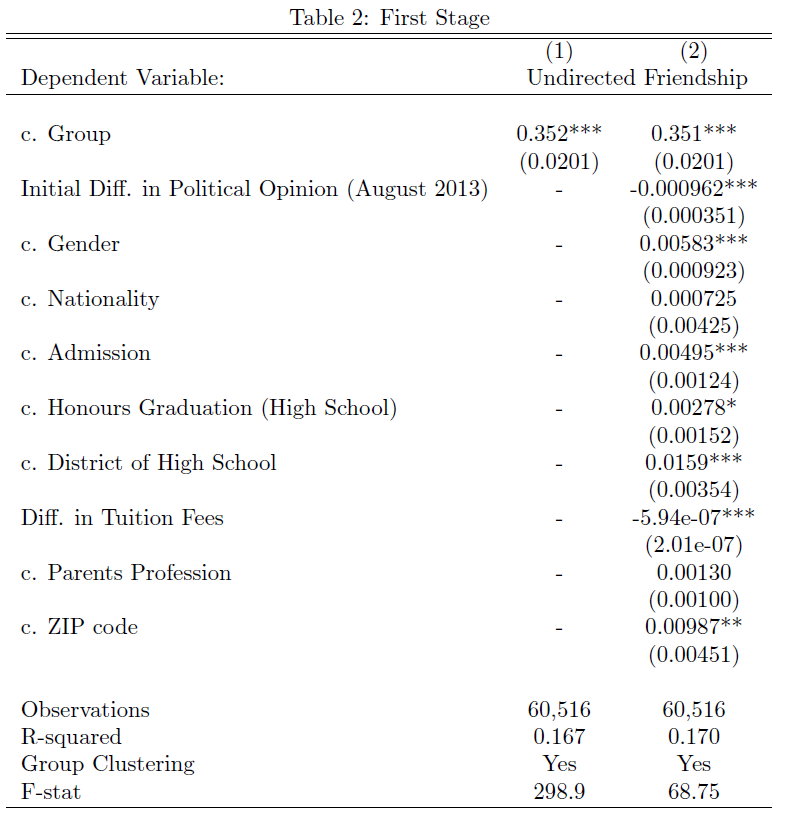 Table 2: First Stage
(1) (2)
Dependent Variable: Undirected Friendship
c. Group 0.352*** 0.351***
(0.0201) (0.0201)
Initial Diff. in Political Opinion (August 2013) - -0.000962***
(0.000351)
c. Gender - 0.00583***
(0.000923)
c. Nationality - 0.000725
(0.00425)
c. Admission - 0.00495***
(0.00124)
c. Honours Graduation (High School) - 0.00278*
(0.00152)
c. District of High School - 0.0159***
(0.00354)
Diff. in Tuition Fees - -5.94e-07***
(2.01e-07)
c. Parents Profession - 0.00130
(0.00100)
c. ZIP code - 0.00987**
(0.00451)
Observations 60,516 60,516
R-squared 0.167 0.170
Group Clustering Yes Yes
F-stat 298.9 68.75